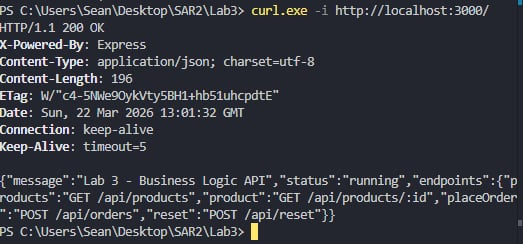 PS C:\Users\Sean\Desktop\SAR2\Lab3> curl.exe -i http://localhost:3000/
HTTP/1.1 200 OK
X-Powered-By: Express
Content-Type: application/json; charset=utf-8
Content-Length: 196
ETag: W/"c4-5NWe9OykVty5BH1+hb51uhcpdtE"
Date: Sun, 22 Mar 2026 13:01:32 GMT
Connection: keep-alive
Keep-Alive: timeout=5
{"message":"Lab 3 - Business Logic API","status":"running","endpoints":{"p
roducts":"GET /api/products","product":"GET /api/products/:id","placeOrder
":"POST /api/orders","reset":"POST /api/reset"}}
PS C:\Users\Sean\Desktop\SAR2\Lab3>